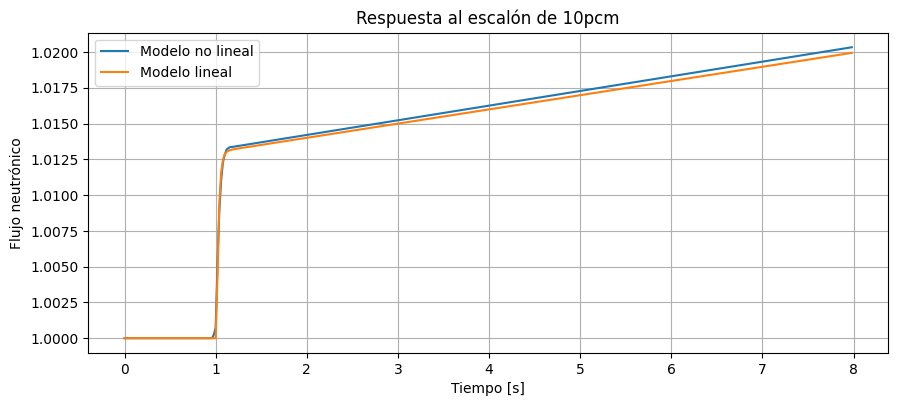 Respuesta al escalón de 10pcm
Modelo no lineal
Modelo lineal
Flujo neutrónico
1.0200
1.0175
1.0150
1.0125
1.0100
1.0075
1.0050
1.0025
1.0000
0 1 2 3 4 5 6 7 8
Tiempo [s]